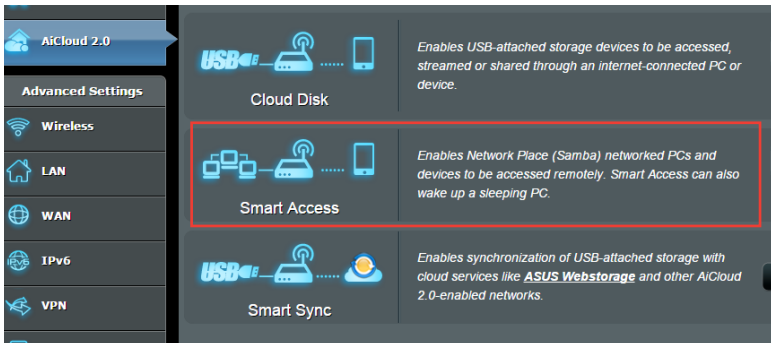 AiCloud 2.0
Advanced Settings
Wireless
LAN
WAN
IPv6
VPN
USB
Cloud Disk
Enables USB-attached storage devices to be accessed,
streamed or shared through an internet-connected PC or
device.
Smart Access
Enables Network Place (Samba) networked PCs and
devices to be accessed remotely. Smart Access can also
wake up a sleeping PC.
USB
Smart Sync
Enables synchronization of USB-attached storage with
cloud services like ASUS Webstorage and other AiCloud
2.0-enabled networks.